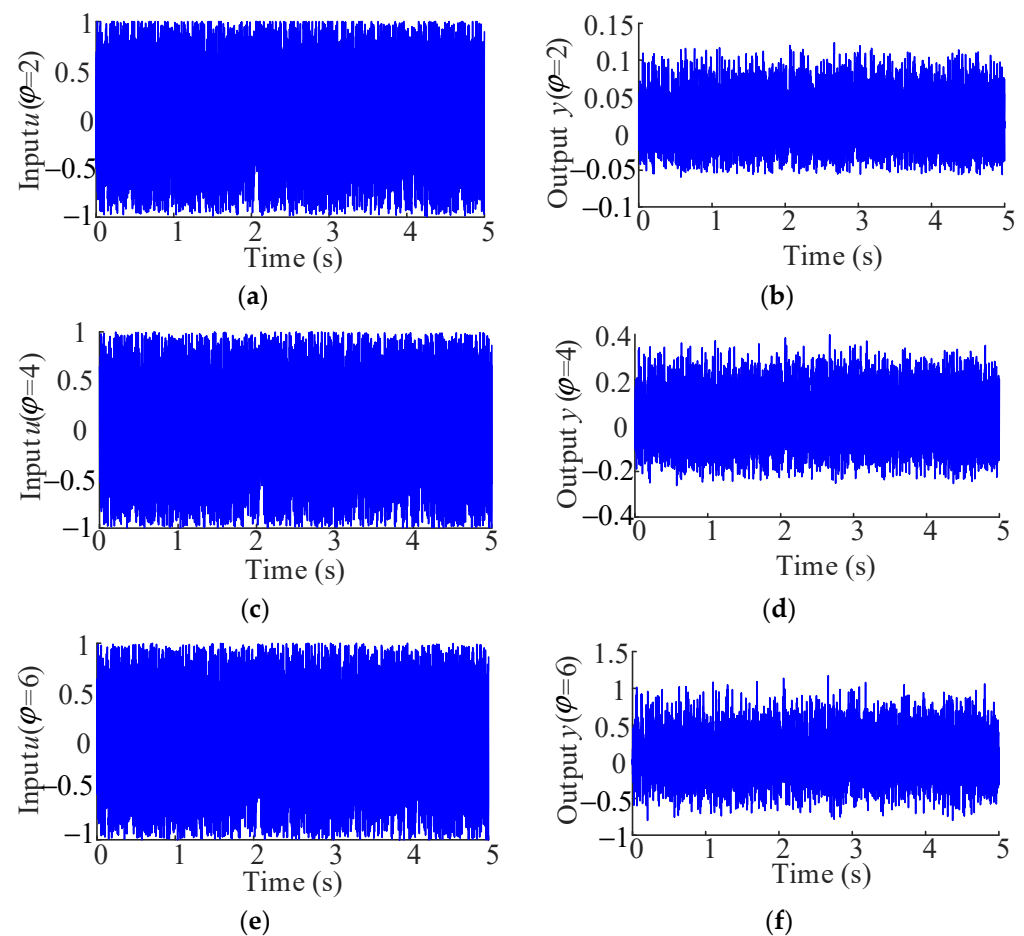 Input u(φ=2)
1
0.5
0
−0.5
−1
0 1 2 3 4 5
Time (s)
(a)
Output y(φ=2)
0.15
0.1
0.05
0
−0.05
−0.1
0 1 2 3 4 5
Time (s)
(b)
Input u(φ=4)
1
0.5
0
−0.5
−1
0 1 2 3 4 5
Time (s)
(c)
Output y(φ=4)
0.4
0.2
0
−0.2
−0.4
0 1 2 3 4 5
Time (s)
(d)
Input u(φ=6)
1
0.5
0
−0.5
−1
0 1 2 3 4 5
Time (s)
(e)
Output y(φ=6)
1.5
1
0.5
0
−0.5
−1
0 1 2 3 4 5
Time (s)
(f)